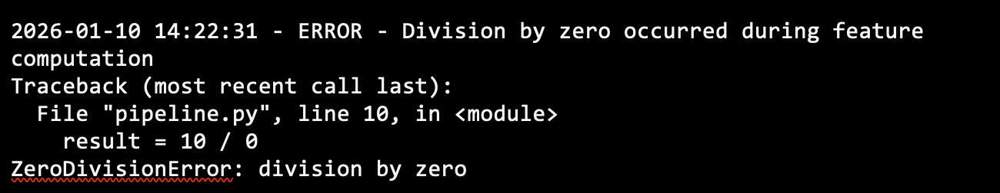 2026-01-10 14:22:31 - ERROR - Division by zero occurred during feature
computation
Traceback (most recent call last):
  File "pipeline.py", line 10, in <module>
    result = 10 / 0
ZeroDivisionError: division by zero